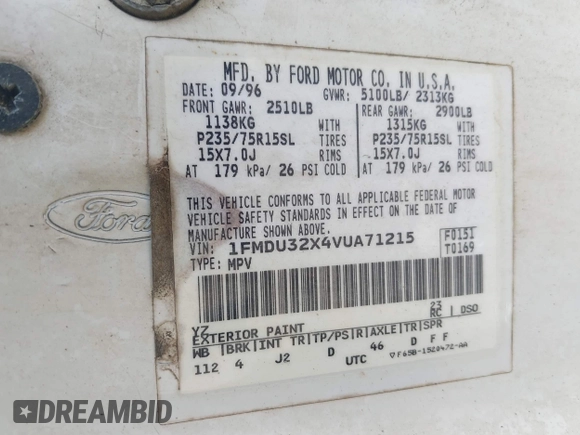 MFD. BY FORD MOTOR CO. IN U.S.A.
DATE: 09/96 GVWR: 5100LB/ 2313KG
FRONT GAWR: 2510LB REAR GAWR: 2900LB
1138KG WITH 1315KG WITH
P235/75R15SL TIRES P235/75R15SL TIRES
15X7.0J RIMS 15X7.0J RIMS
AT 179 kPa/ 26 PSI COLD AT 179 kPa/ 26 PSI COLD
THIS VEHICLE CONFORMS TO ALL APPLICABLE FEDERAL MOTOR
VEHICLE SAFETY STANDARDS IN EFFECT ON THE DATE OF
MANUFACTURE SHOWN ABOVE.
VIN: 1FMDU32X4VUA71215 F0151
TYPE: MPV T0169
Ford
YZ 23
EXTERIOR PAINT RC DSO
WB BRK INT TR TP/PS R AXLE TR SPR
112 4 J2 D 46 D F F
UTC ▽F65B-1520472-AA
DREAMBID